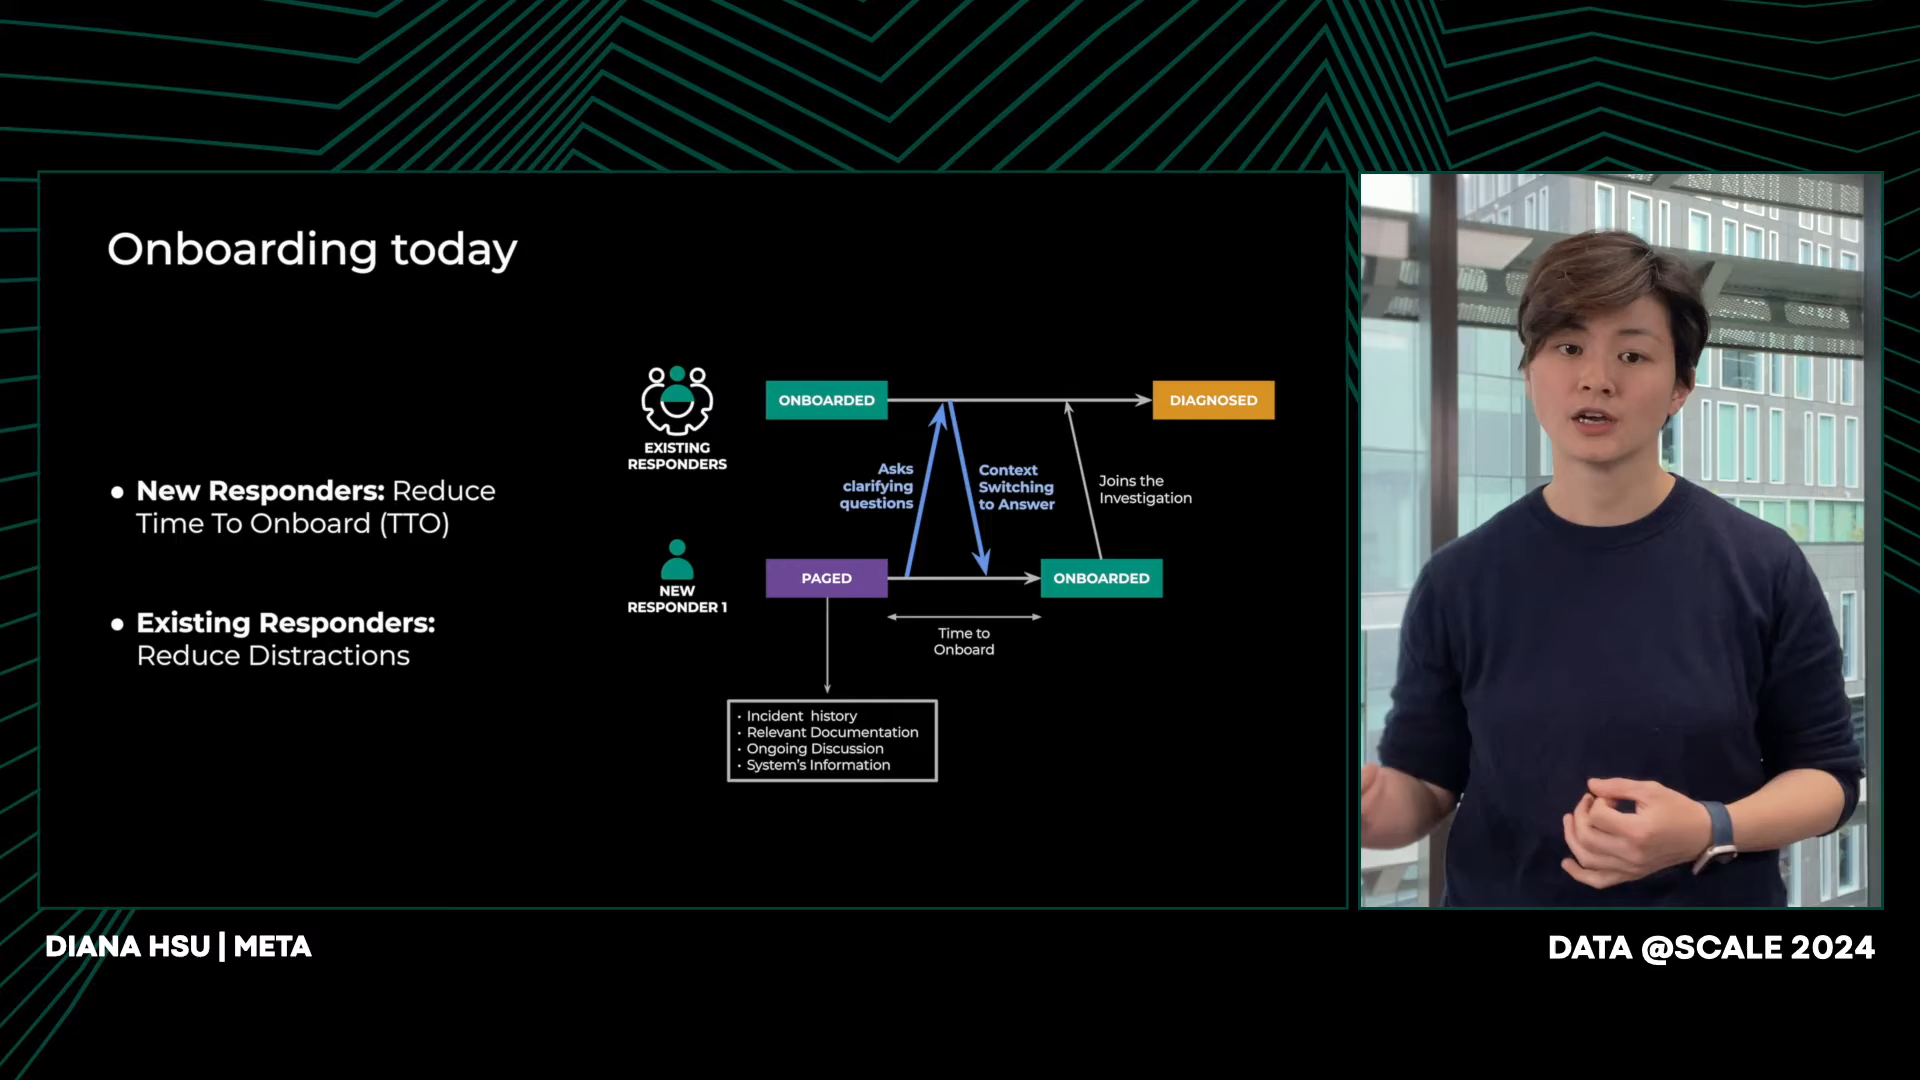 Onboarding today
● New Responders: Reduce
Time To Onboard (TTO)
● Existing Responders:
Reduce Distractions
EXISTING
RESPONDERS
ONBOARDED
DIAGNOSED
Asks
clarifying
questions
Context
Switching
to Answer
Joins the
Investigation
NEW
RESPONDER 1
PAGED
ONBOARDED
Time to
Onboard
• Incident history
• Relevant Documentation
• Ongoing Discussion
• System's Information
DIANA HSU | META
DATA @SCALE 2024